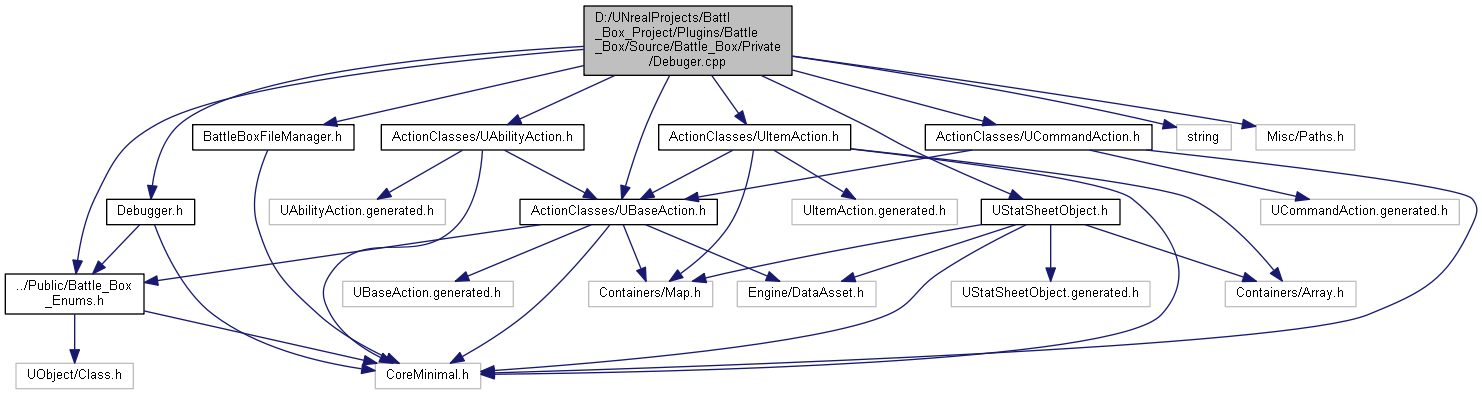 D:/UNrealProjects/Battl
_Box_Project/Plugins/Battle
_Box/Source/Battle_Box/Private
/Debuger.cpp
BattleBoxFileManager.h
ActionClasses/UAbilityAction.h
ActionClasses/UItemAction.h
ActionClasses/UCommandAction.h
string
Misc/Paths.h
Debugger.h
UAbilityAction.generated.h
ActionClasses/UBaseAction.h
UItemAction.generated.h
UStatSheetObject.h
UCommandAction.generated.h
../Public/Battle_Box
_Enums.h
UBaseAction.generated.h
Containers/Map.h
Engine/DataAsset.h
UStatSheetObject.generated.h
Containers/Array.h
UObject/Class.h
CoreMinimal.h